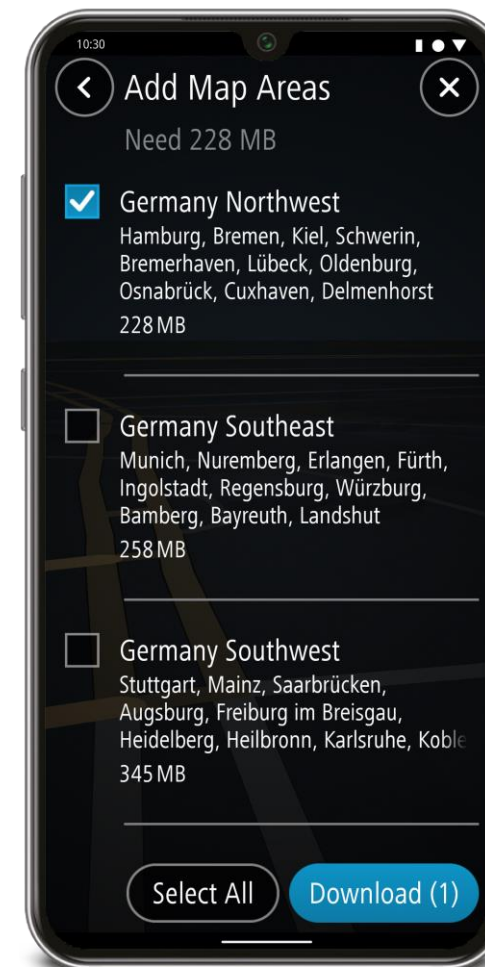 10:30
Add Map Areas
Need 228 MB
Germany Northwest
Hamburg, Bremen, Kiel, Schwerin,
Bremerhaven, Lübeck, Oldenburg,
Osnabrück, Cuxhaven, Delmenhorst
228 MB
Germany Southeast
Munich, Nuremberg, Erlangen, Fürth,
Ingolstadt, Regensburg, Würzburg,
Bamberg, Bayreuth, Landshut
258 MB
Germany Southwest
Stuttgart, Mainz, Saarbrücken,
Augsburg, Freiburg im Breisgau,
Heidelberg, Heilbronn, Karlsruhe, Koble
345 MB
Select All
Download (1)